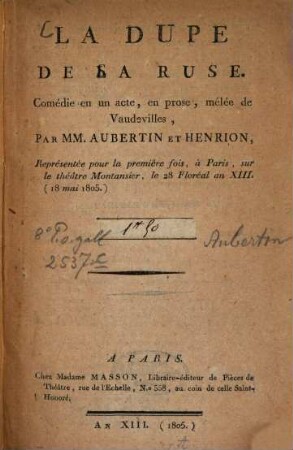 LA DUPE
DE SA RUSE.
Comédie en un acte, en prose, mêlée de
Vaudevilles,
PAR MM. AUBERTIN ET HENRION,
Représentée pour la première fois, à Paris, sur
le théâtre Montansier, le 28 Floréal an XIII.
(18 mai 1805.)
Aubertin
2537
A PARIS.
Chez Madame MASSON, Libraire-éditeur de Pièces de
Théâtre, rue de l'Echelle, N.o 558, au coin de celle Saint-
Honoré,
AN XIII. (1805.)